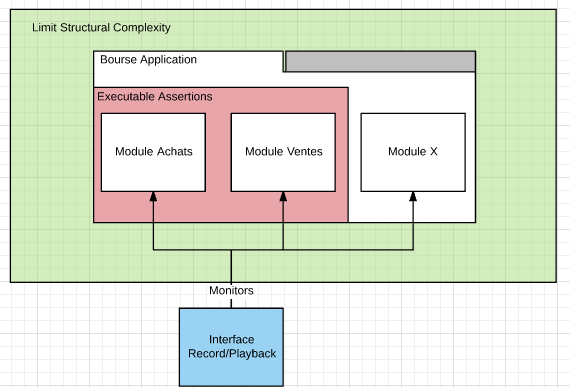 Limit Structural Complexity
Bourse Application
Executable Assertions
Module Achats
Module Ventes
Module X
Monitors
Interface
Record/Playback